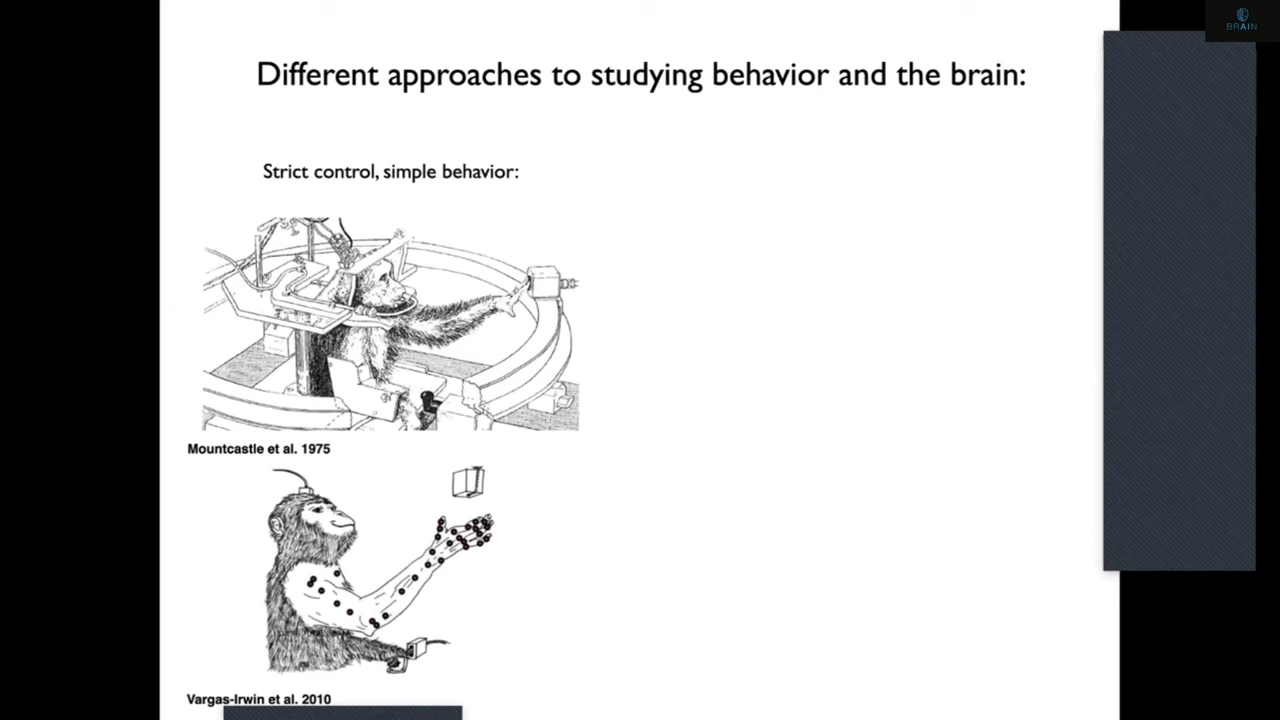 BRAIN
Different approaches to studying behavior and the brain:
Strict control, simple behavior:
Mountcastle et al. 1975
Vargas-Irwin et al. 2010